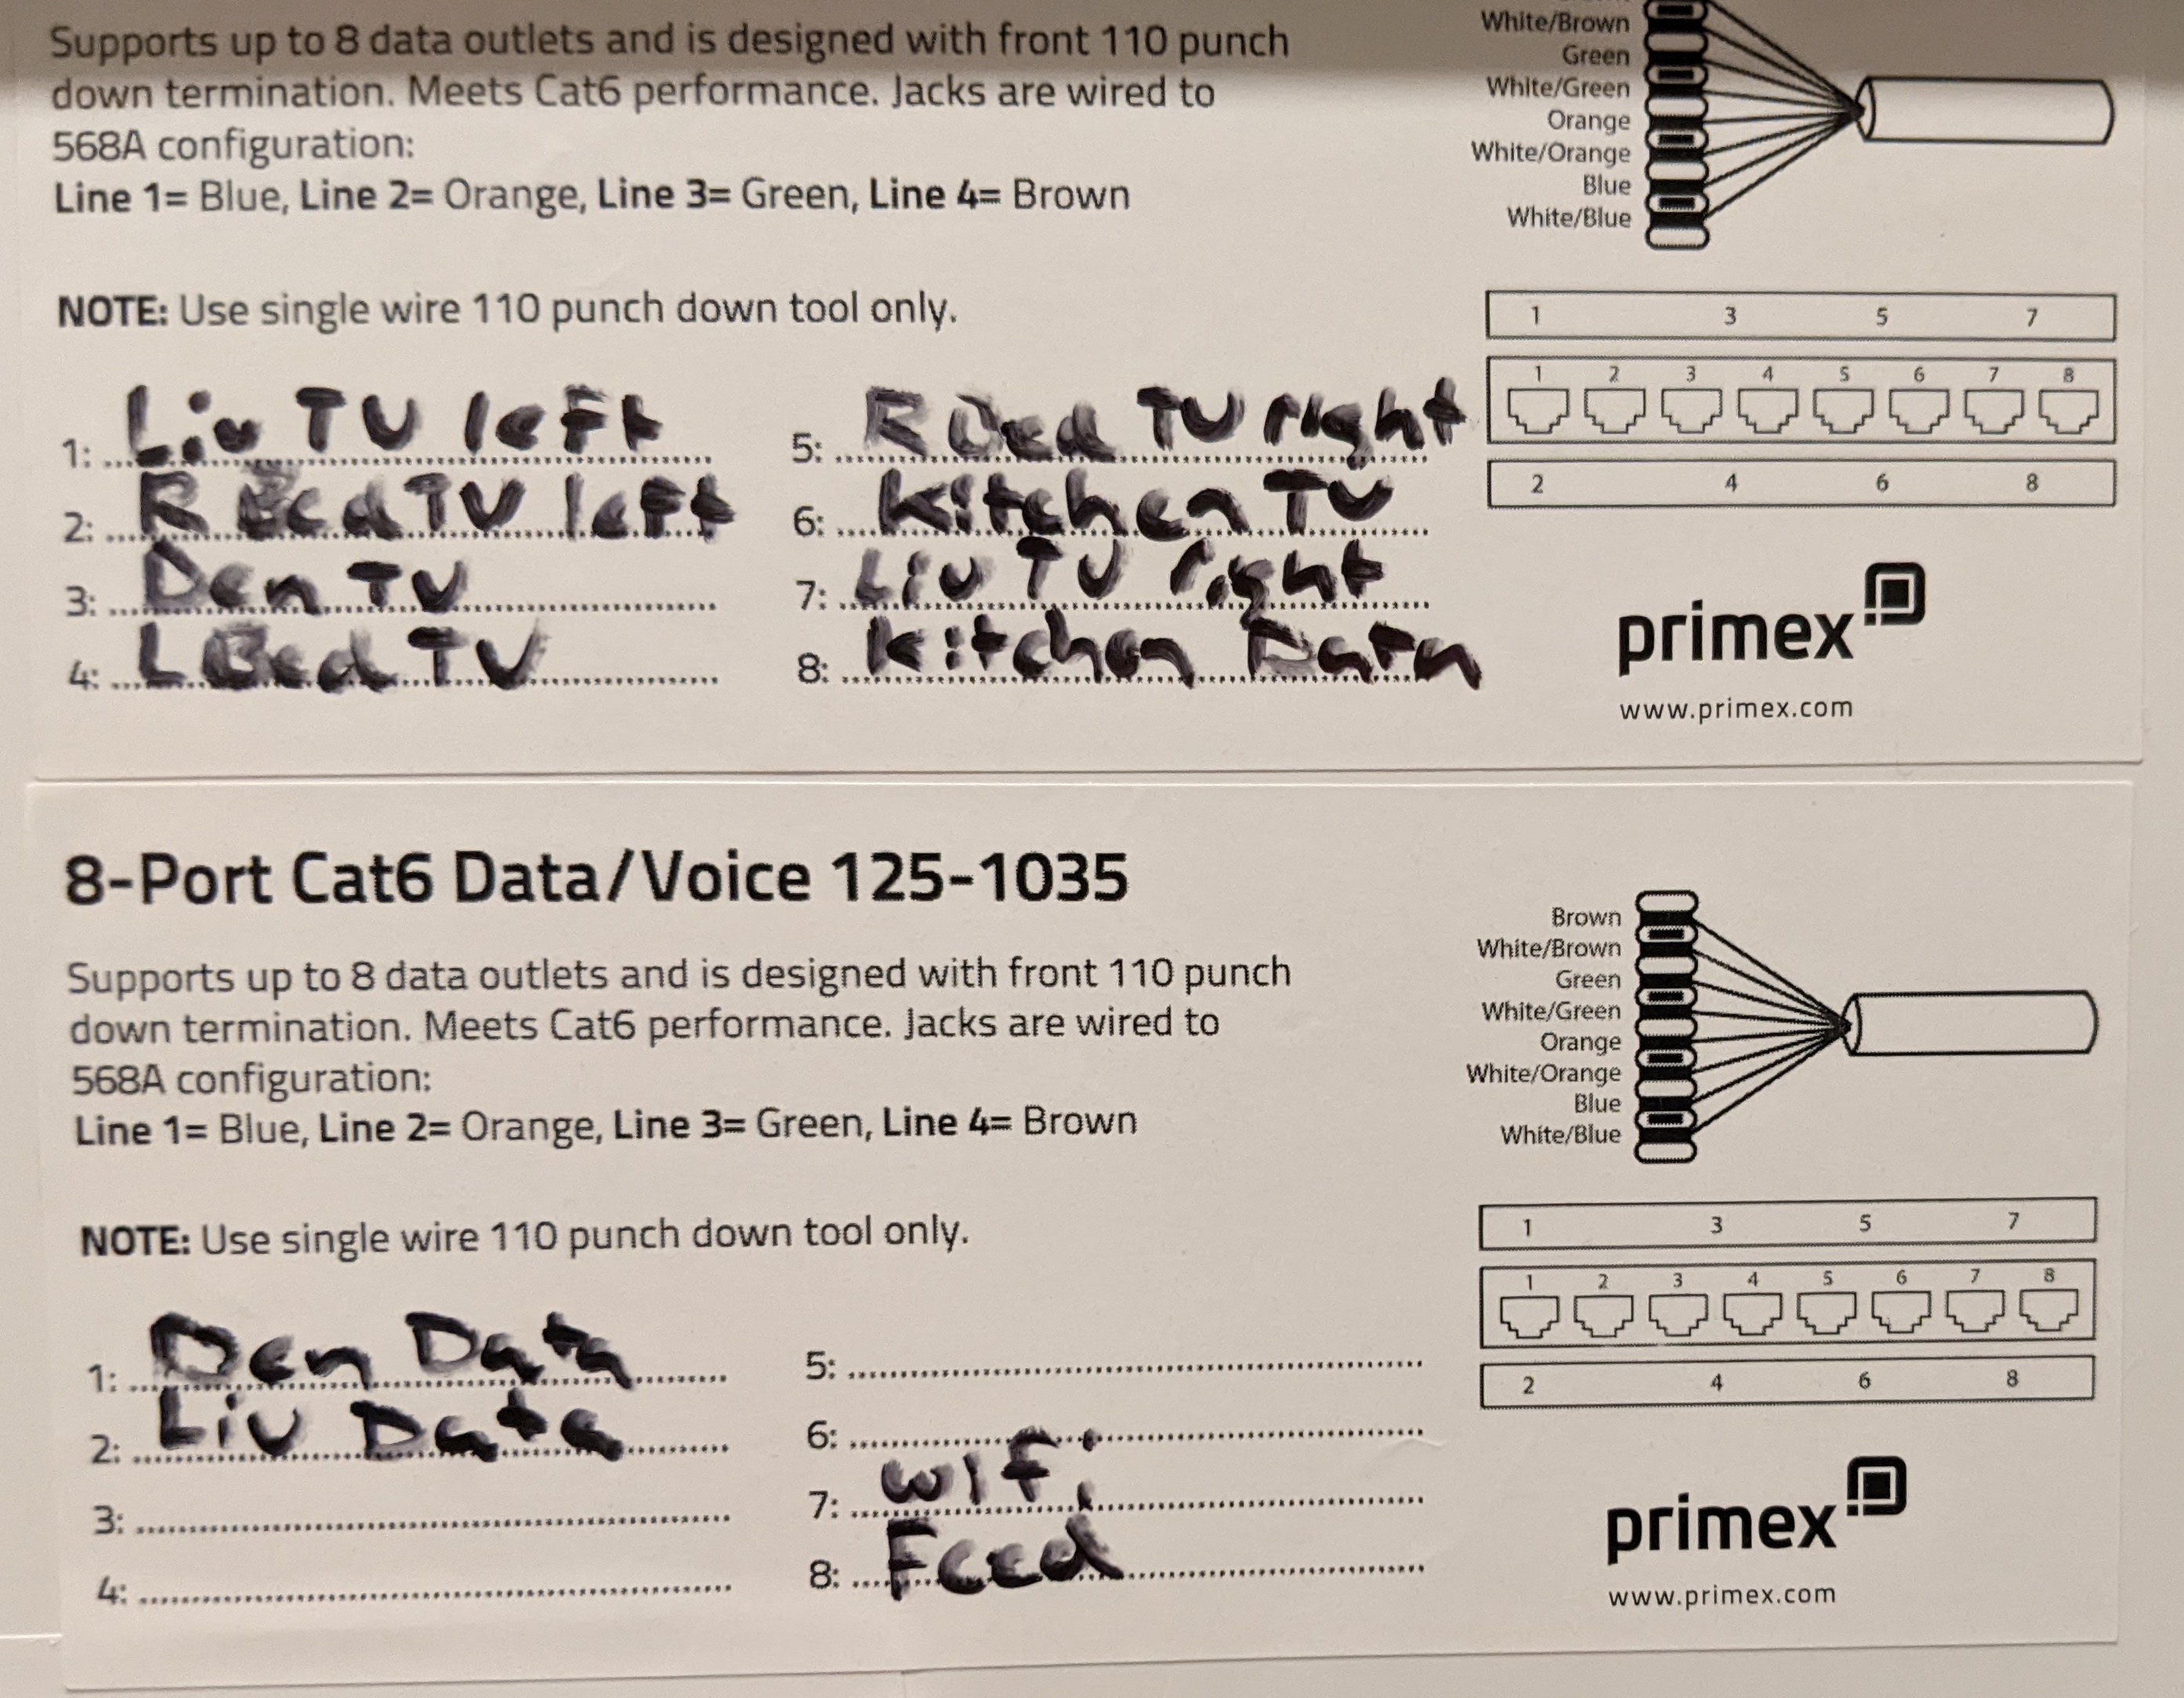 Supports up to 8 data outlets and is designed with front 110 punch
down termination. Meets Cat6 performance. Jacks are wired to
568A configuration:
Line 1= Blue, Line 2= Orange, Line 3= Green, Line 4= Brown
NOTE: Use single wire 110 punch down tool only.
1: Liv TV left
2: R Bed TV left
3: Den TV
4: L Bed TV
5: R Bed TV right
6: Kitchen TV
7: Liv TV right
8: Kitchen Data
White/Brown
Green
White/Green
Orange
White/Orange
Blue
White/Blue
1 3 5 7
1 2 3 4 5 6 7 8
2 4 6 8
primex
www.primex.com
8-Port Cat6 Data/Voice 125-1035
Supports up to 8 data outlets and is designed with front 110 punch
down termination. Meets Cat6 performance. Jacks are wired to
568A configuration:
Line 1= Blue, Line 2= Orange, Line 3= Green, Line 4= Brown
NOTE: Use single wire 110 punch down tool only.
1: Den Data
2: Liv Data
3:
4:
5:
6:
7: wifi
8: Feed
Brown
White/Brown
Green
White/Green
Orange
White/Orange
Blue
White/Blue
1 3 5 7
1 2 3 4 5 6 7 8
2 4 6 8
primex
www.primex.com